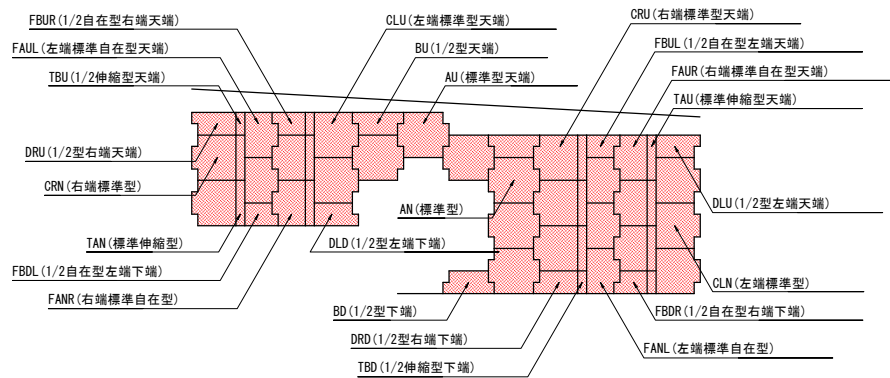 FBUR(1/2自在型右端天端)
FAUL(左端標準自在型天端)
TBU(1/2伸縮型天端)
DRU(1/2型右端天端)
CRN(右端標準型)
TAN(標準伸縮型)
FBDL(1/2自在型左端下端)
FANR(右端標準自在型)
CLU(左端標準型天端)
BU(1/2型天端)
AU(標準型天端)
AN(標準型)
DLD(1/2型左端下端)
BD(1/2型下端)
DRD(1/2型右端下端)
TBD(1/2伸縮型下端)
CRU(右端標準型天端)
FBUL(1/2自在型左端天端)
FAUR(右端標準自在型天端)
TAU(標準伸縮型天端)
DLU(1/2型左端天端)
CLN(左端標準型)
FBDR(1/2自在型右端下端)
FANL(左端標準自在型)